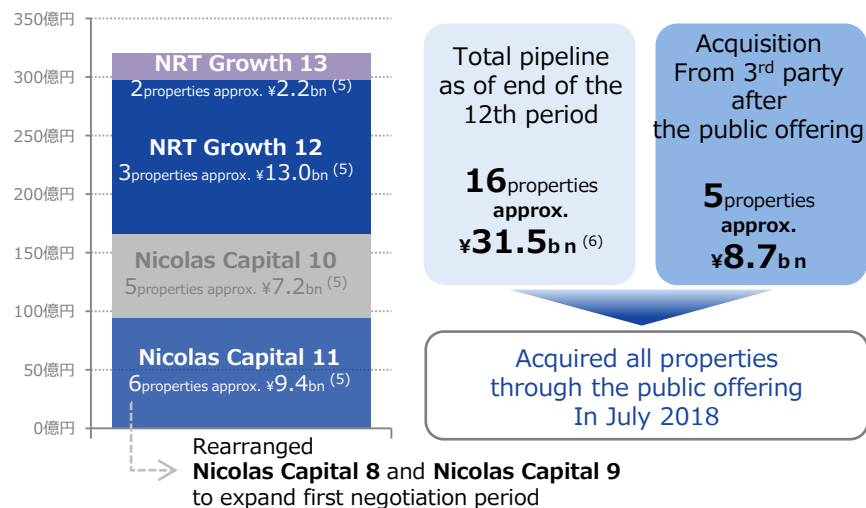 350億円
300億円
250億円
200億円
150億円
100億円
50億円
0億円
NRT Growth 13
2properties approx. ¥2.2bn (5)
NRT Growth 12
3properties approx. ¥13.0bn (5)
Nicolas Capital 10
5properties approx. ¥7.2bn (5)
Nicolas Capital 11
6properties approx. ¥9.4bn (5)
Rearranged
Nicolas Capital 8 and Nicolas Capital 9
to expand first negotiation period
Total pipeline
as of end of the
12th period
16properties
approx.
¥31.5bn (6)
Acquisition
From 3rd party
after
the public offering
5properties
approx.
¥8.7bn
Acquired all properties
through the public offering
In July 2018